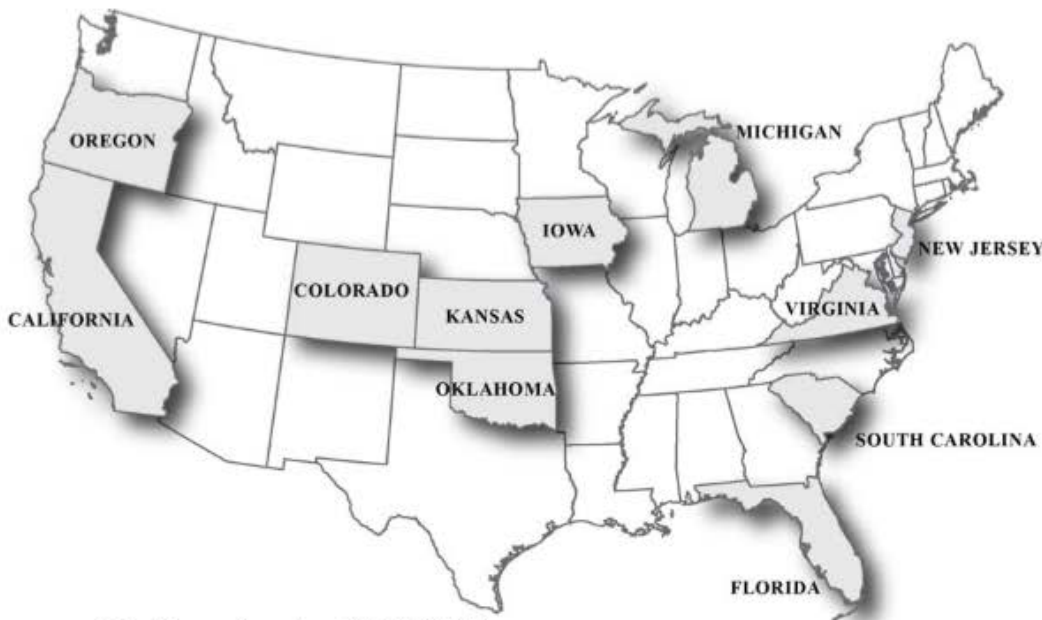 MICHIGAN
OREGON
IOWA
NEW JERSEY
COLORADO
VIRGINIA
KANSAS
CALIFORNIA
OKLAHOMA
SOUTH CAROLINA
FLORIDA